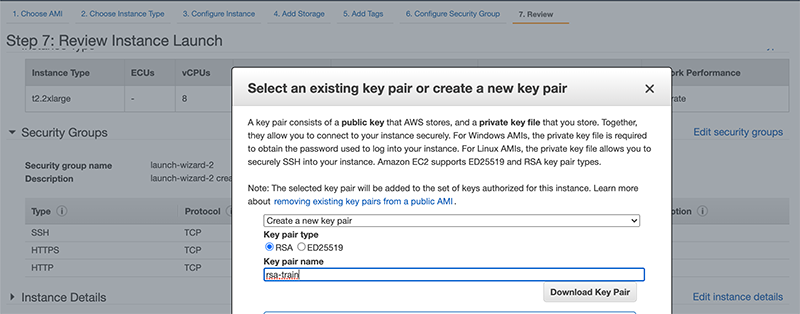 1. Choose AMI 2. Choose Instance Type 3. Configure Instance 4. Add Storage 5. Add Tags 6. Configure Security Group 7. Review
Step 7: Review Instance Launch
Instance Type ECUs vCPUs rk Performance
t2.2xlarge - 8 rate
Select an existing key pair or create a new key pair
A key pair consists of a public key that AWS stores, and a private key file that you store. Together,
they allow you to connect to your instance securely. For Windows AMIs, the private key file is required
to obtain the password used to log into your instance. For Linux AMIs, the private key file allows you to
securely SSH into your instance. Amazon EC2 supports ED25519 and RSA key pair types.
Note: The selected key pair will be added to the set of keys authorized for this instance. Learn more
about removing existing key pairs from a public AMI.
Create a new key pair
Key pair type
RSA ED25519
Key pair name
rsa-train
Download Key Pair
Security Groups Edit security groups
Security group name launch-wizard-2
Description launch-wizard-2 crea
Type Protocol ption
SSH TCP
HTTPS TCP
HTTP TCP
Instance Details Edit instance details